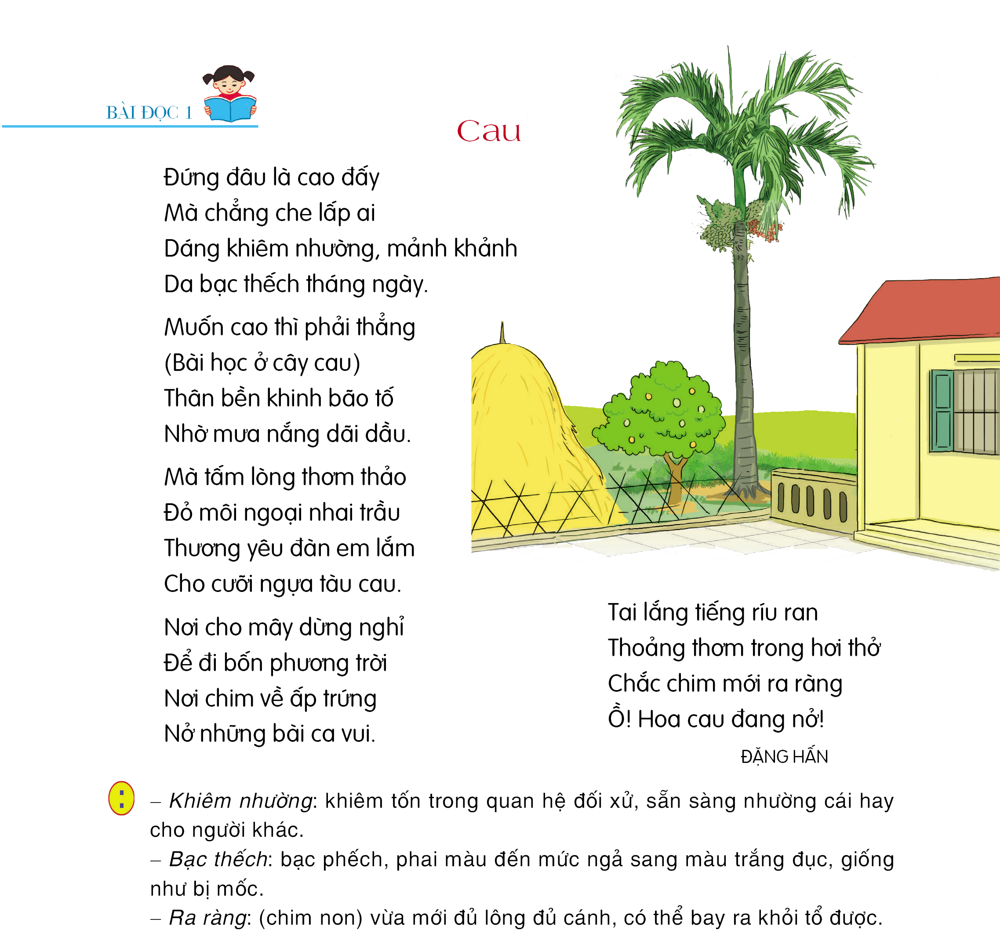 BÀI ĐỌC 1
Cau
Đứng đâu là cao đấy
Mà chẳng che lấp ai
Dáng khiêm nhường, mảnh khảnh
Da bạc thếch tháng ngày.
Muốn cao thì phải thẳng
(Bài học ở cây cau)
Thân bền khinh bão tố
Nhờ mưa nắng dãi dầu.
Mà tấm lòng thơm thảo
Đỏ môi ngoại nhai trầu
Thương yêu đàn em lắm
Cho cưỡi ngựa tàu cau.
Nơi cho mây dừng nghỉ
Để đi bốn phương trời
Nơi chim về ấp trứng
Nở những bài ca vui.
Tai lắng tiếng ríu ran
Thoảng thơm trong hơi thở
Chắc chim mới ra ràng
Ồ! Hoa cau đang nở!
ĐẶNG HẤN
– Khiêm nhường: khiêm tốn trong quan hệ đối xử, sẵn sàng nhường cái hay
cho người khác.
– Bạc thếch: bạc phếch, phai màu đến mức ngả sang màu trắng đục, giống
như bị mốc.
– Ra ràng: (chim non) vừa mới đủ lông đủ cánh, có thể bay ra khỏi tổ được.